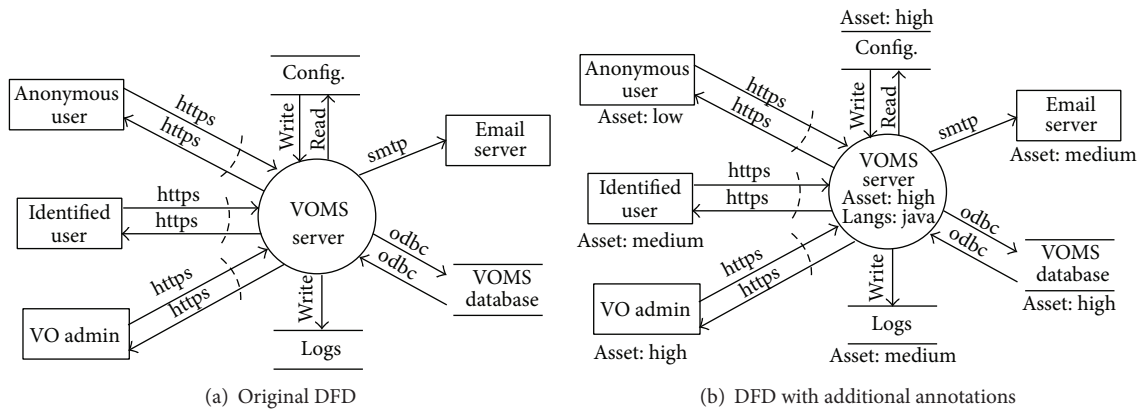 Config.
Anonymous
user
https
https
Write
Read
smtp
Email
server
Identified
user
https
https
VOMS
server
odbc
odbc
VOMS
database
https
https
VO admin
Write
Logs
(a) Original DFD
Asset: high
Config.
Anonymous
user
Asset: low
https
https
Write
Read
smtp
Email
server
Asset: medium
Identified
user
Asset: medium
https
https
VOMS
server
Asset: high
Langs: java
odbc
odbc
VOMS
database
Asset: high
https
https
VO admin
Asset: high
Write
Logs
Asset: medium
(b) DFD with additional annotations